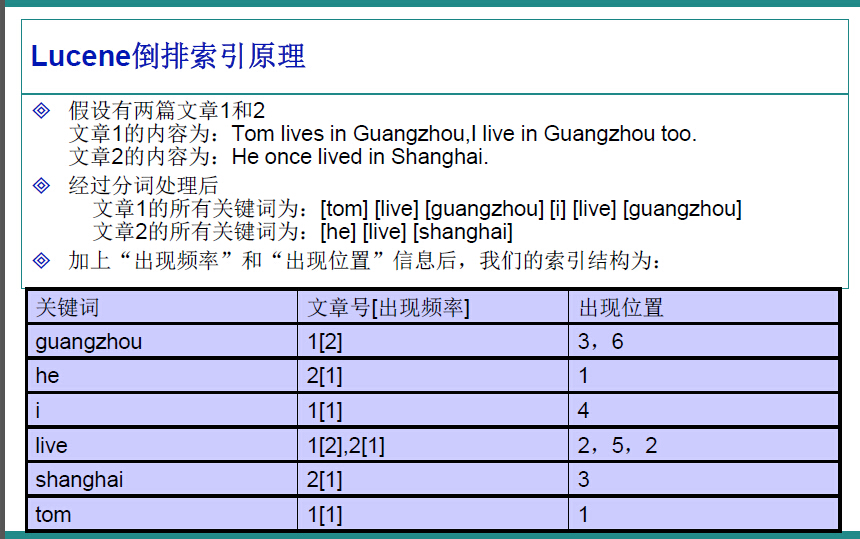 Lucene倒排索引原理
假设有两篇文章1和2
文章1的内容为：Tom lives in Guangzhou,I live in Guangzhou too.
文章2的内容为：He once lived in Shanghai.
经过分词处理后
文章1的所有关键词为：[tom] [live] [guangzhou] [i] [live] [guangzhou]
文章2的所有关键词为：[he] [live] [shanghai]
加上“出现频率”和“出现位置”信息后，我们的索引结构为：
关键词 文章号[出现频率] 出现位置
guangzhou 1[2] 3，6
he 2[1] 1
i 1[1] 4
live 1[2],2[1] 2，5，2
shanghai 2[1] 3
tom 1[1] 1